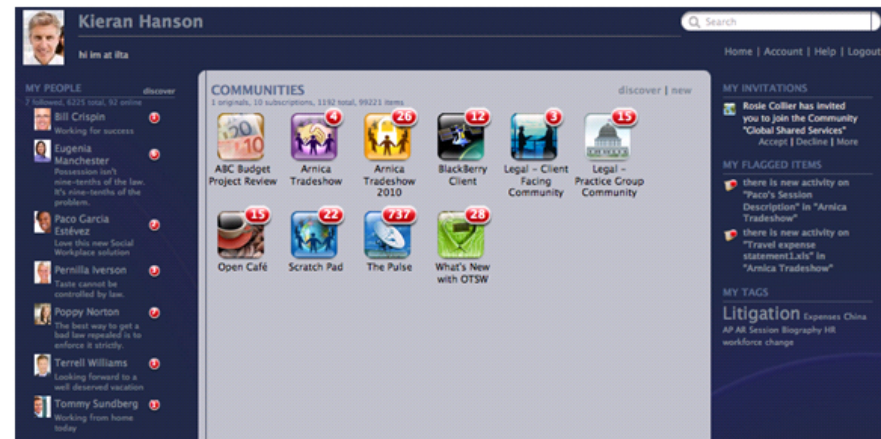 Kieran Hanson
Search
hi im at ilta
Home | Account | Help | Logout
MY PEOPLE
discover
7 followed, 6225 total, 92 online
Bill Crispin
Working for success
Eugenia
Manchester
Possession isn't
nine-tenths of the law.
It's nine-tenths of the
problem.
Paco Garcia
Estévez
Love this new Social
Workplace solution
Pernilla Iverson
Taste cannot be
controlled by law.
Poppy Norton
The best way to get a
bad law repealed is to
enforce it strictly.
Terrell Williams
Looking forward to a
well deserved vacation
Tommy Sundberg
Working from home
today
COMMUNITIES
discover | new
1 originals, 10 subscriptions, 1192 total, 99221 items
ABC Budget
Project Review
4
Arnica
Tradeshow
26
Arnica
Tradeshow
2010
12
BlackBerry
Client
3
Legal - Client
Facing
Community
15
Legal -
Practice Group
Community
15
Open Café
22
Scratch Pad
737
The Pulse
28
What's New
with OTSW
MY INVITATIONS
Rosie Collier has invited
you to join the Community
"Global Shared Services"
Accept | Decline | More
MY FLAGGED ITEMS
there is new activity on
"Paco's Session
Description" in "Arnica
Tradeshow"
there is new activity on
"Travel expense
statement1.xls" in
"Arnica Tradeshow"
MY TAGS
Litigation Expenses China
AP AR Session Biography HR
workforce change